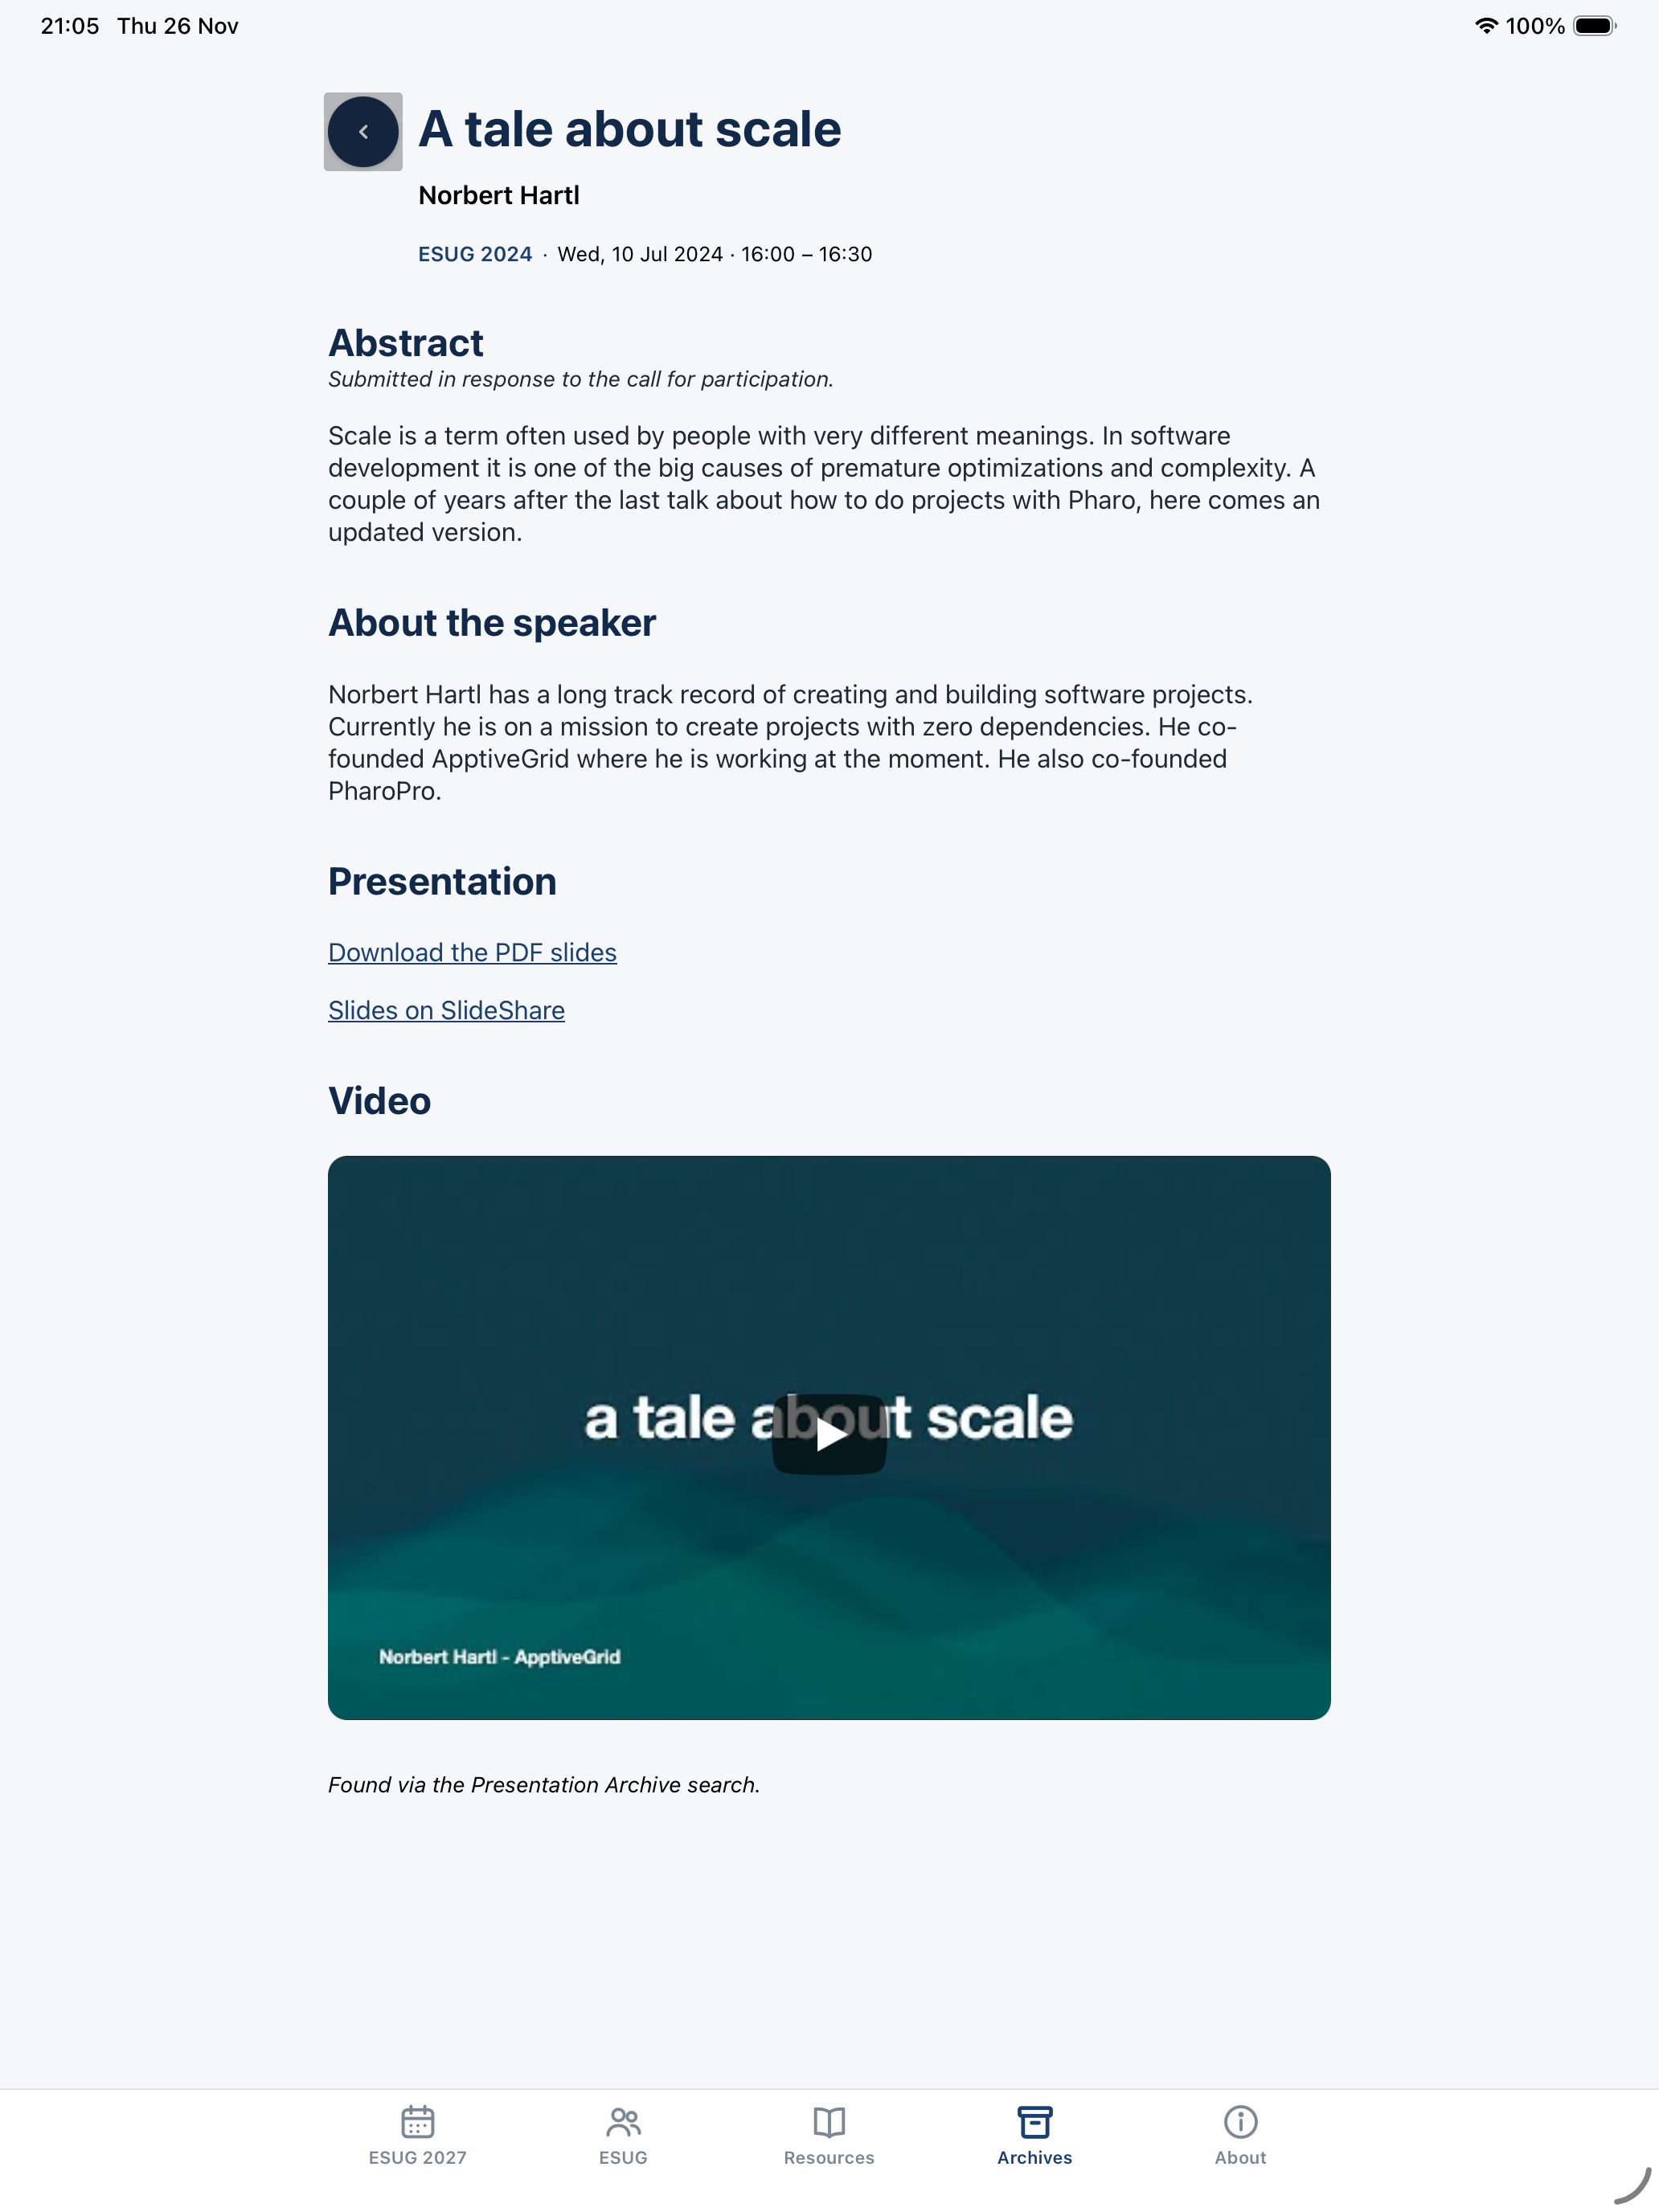 21:05 Thu 26 Nov
100%
A tale about scale
Norbert Hartl
ESUG 2024 · Wed, 10 Jul 2024 · 16:00 – 16:30
Abstract
Submitted in response to the call for participation.
Scale is a term often used by people with very different meanings. In software
development it is one of the big causes of premature optimizations and complexity. A
couple of years after the last talk about how to do projects with Pharo, here comes an
updated version.
About the speaker
Norbert Hartl has a long track record of creating and building software projects.
Currently he is on a mission to create projects with zero dependencies. He co-
founded ApptiveGrid where he is working at the moment. He also co-founded
PharoPro.
Presentation
Download the PDF slides
Slides on SlideShare
Video
a tale about scale
Norbert Hartl - ApptiveGrid
Found via the Presentation Archive search.
ESUG 2027
ESUG
Resources
Archives
About